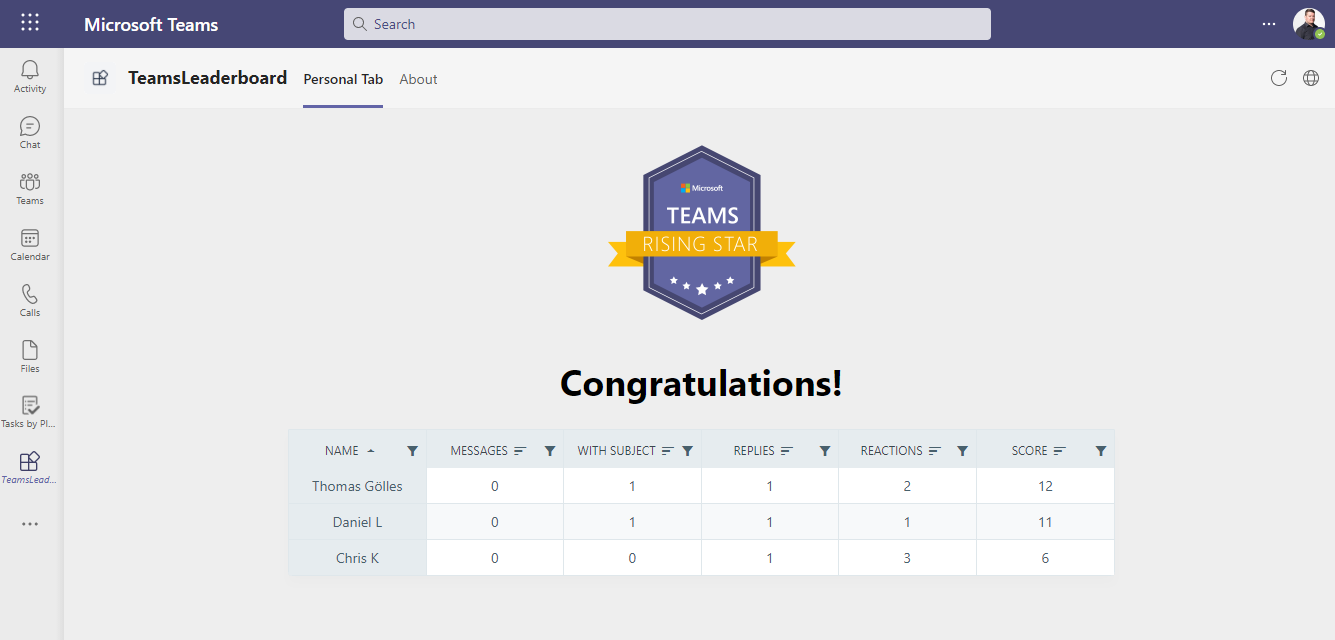 Microsoft Teams
Search
...
Activity
Chat
Teams
Calendar
Calls
Files
Tasks by Pl...
TeamsLead...
TeamsLeaderboard Personal Tab About
Microsoft
TEAMS
RISING STAR
Congratulations!
NAME MESSAGES WITH SUBJECT REPLIES REACTIONS SCORE
Thomas Gölles 0 1 1 2 12
Daniel L 0 1 1 1 11
Chris K 0 0 1 3 6